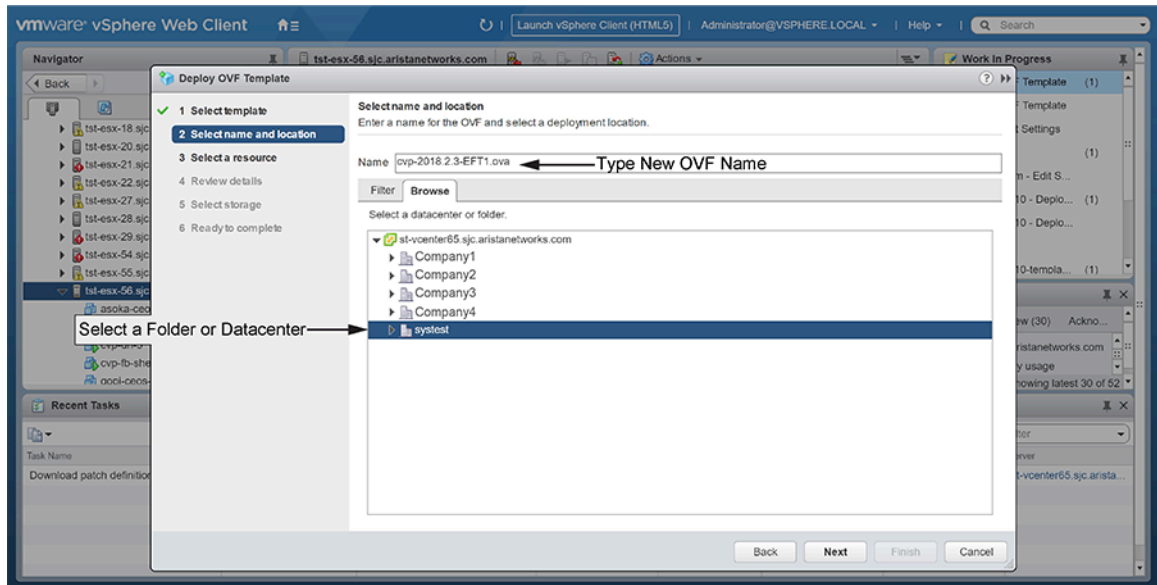 vmware® vSphere Web Client
Launch vSphere Client (HTML5)
Administrator@VSPHERE.LOCAL
Help
Search
Navigator
tst-esx-56.sjc.aristanetworks.com
Actions
Work In Progress
Back
Deploy OVF Template
Template (1)
1 Select template
2 Select name and location
3 Select a resource
4 Review details
5 Select storage
6 Ready to complete
Select name and location
Enter a name for the OVF and select a deployment location.
Name cvp-2018.2.3-EFT1.ova
Type New OVF Name
Filter Browse
Select a datacenter or folder.
st-vcenter65.sjc.aristanetworks.com
Company1
Company2
Company3
Company4
systest
Select a Folder or Datacenter
tst-esx-18.sjc
tst-esx-20.sjc
tst-esx-21.sjc
tst-esx-22.sjc
tst-esx-27.sjc
tst-esx-28.sjc
tst-esx-29.sjc
tst-esx-54.sjc
tst-esx-55.sjc
tst-esx-56.sjc
asoka-ceo
cvp-fb-she
Template
Settings
(1)
- Edit S...
10 - Deplo... (1)
10 - Deplo...
10-templa... (1)
(30) Ackno...
ristanetworks.com
y usage
howing latest 30 of 52
Recent Tasks
Task Name
Download patch definition
t-vcenter65.sjc.arista...
Back
Next
Finish
Cancel